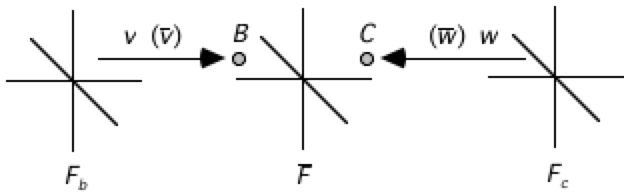 v (v̅) B C (w̅) w
F_b F̅ F_c